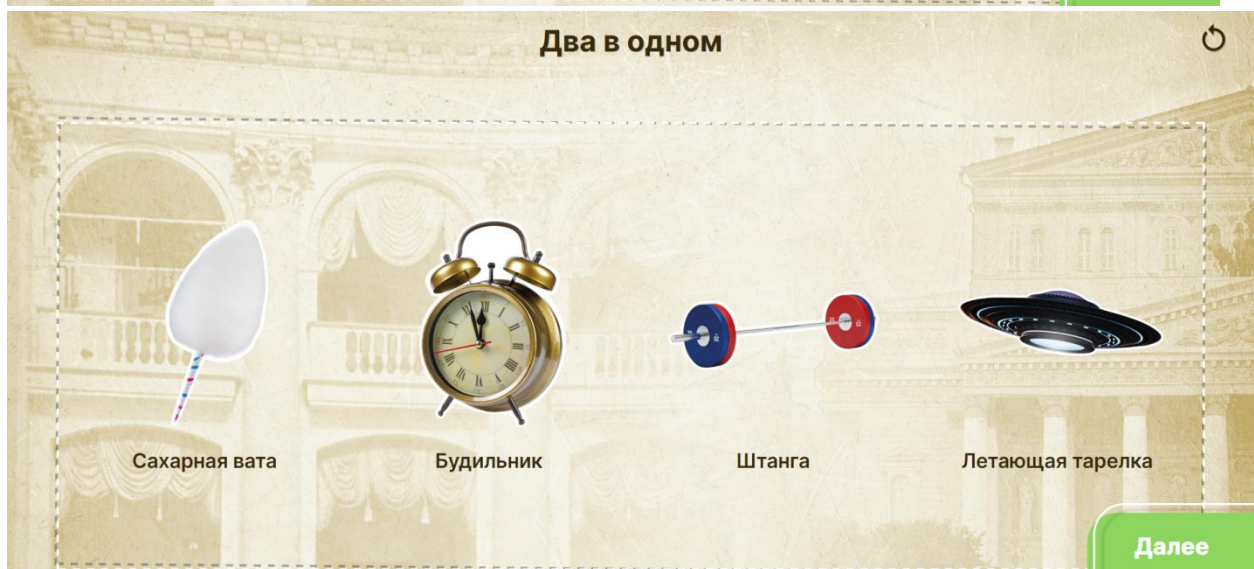 Два в одном
Сахарная вата
Будильник
Штанга
Летающая тарелка
Далее